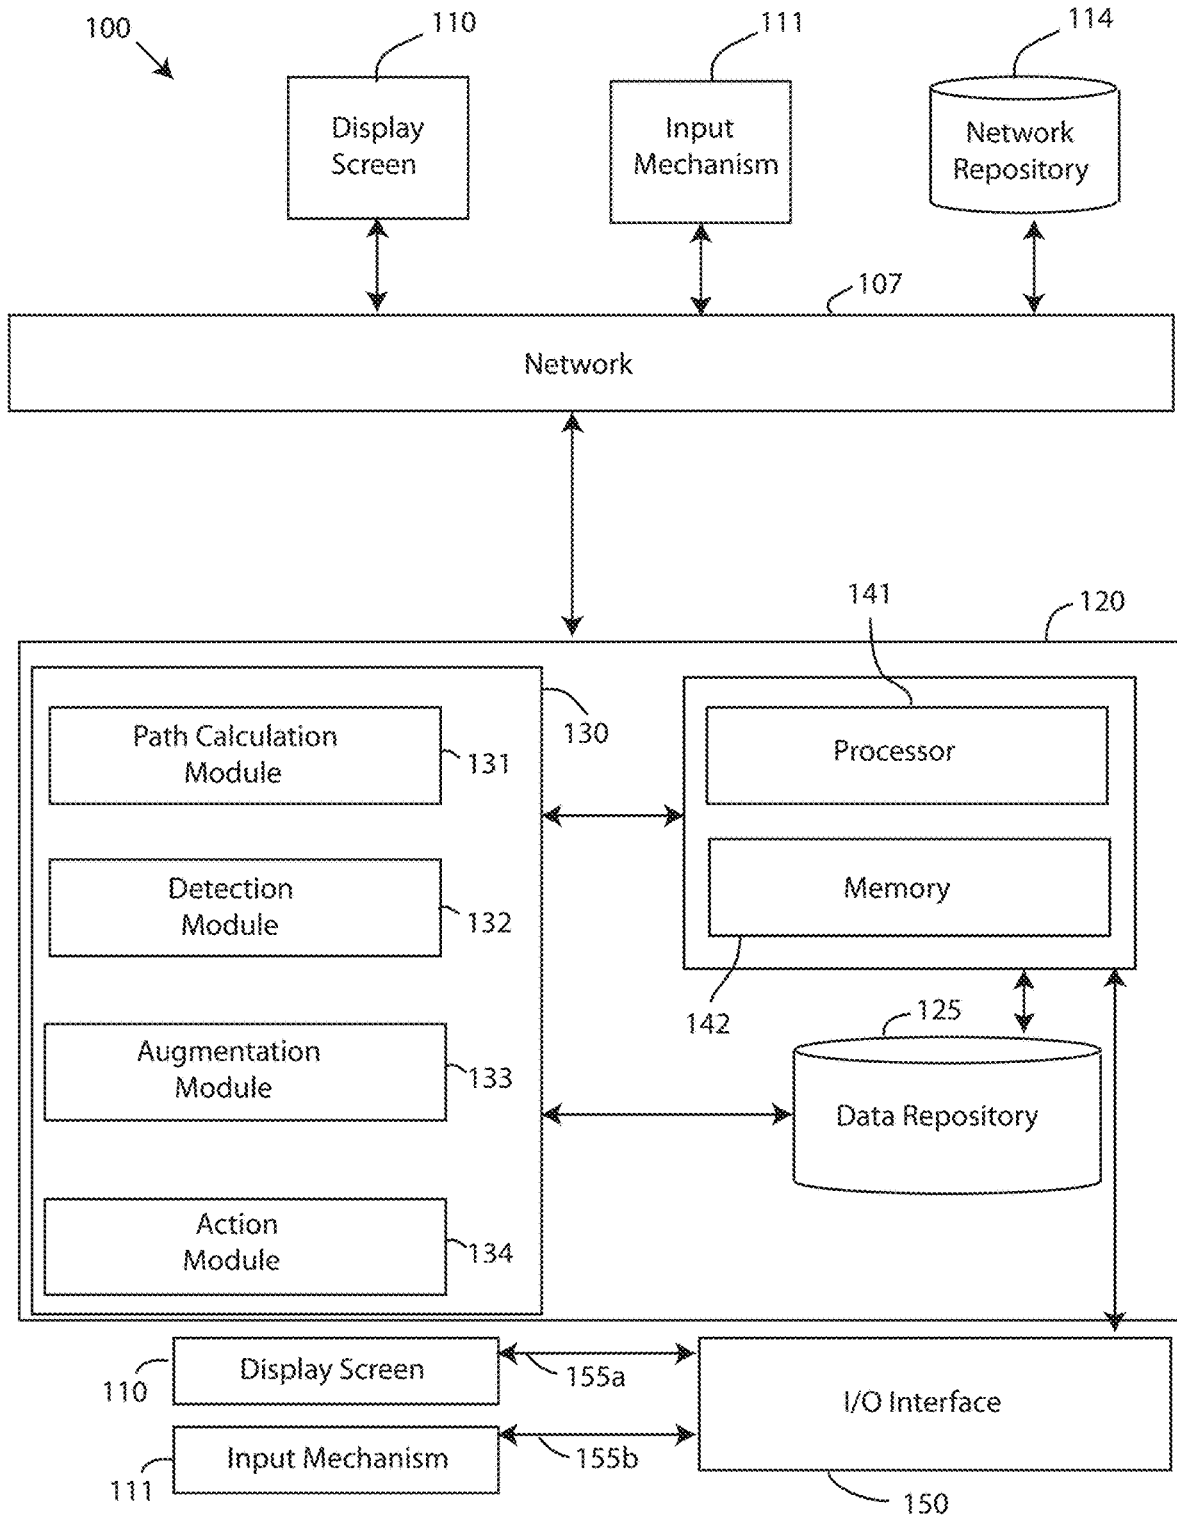 100
110
111
114
Display
Screen
Input
Mechanism
Network
Repository
107
Network
141
120
130
Path Calculation
Module
131
Processor
Detection
Module
132
Memory
142
125
Augmentation
Module
133
Data Repository
Action
Module
134
Display Screen
110
155a
I/O Interface
Input Mechanism
111
155b
150